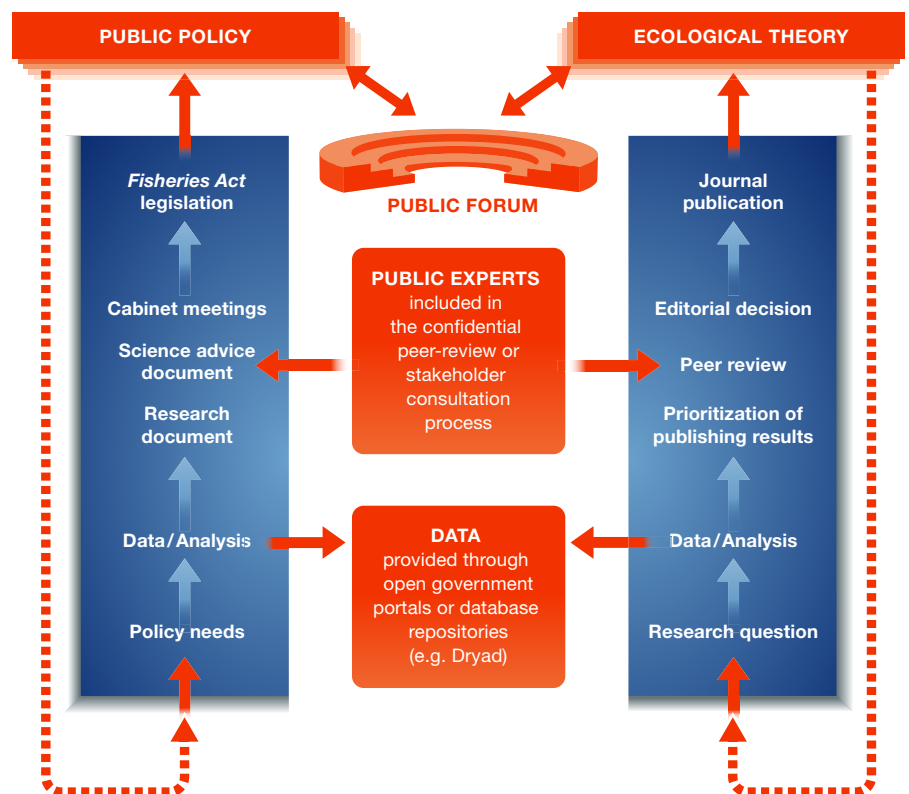 PUBLIC POLICY
ECOLOGICAL THEORY
PUBLIC FORUM
Fisheries Act
legislation
Cabinet meetings
Science advice
document
Research
document
Data/Analysis
Policy needs
PUBLIC EXPERTS
included in
the confidential
peer-review or
stakeholder
consultation
process
DATA
provided through
open government
portals or database
repositories
(e.g. Dryad)
Journal
publication
Editorial decision
Peer review
Prioritization of
publishing results
Data/Analysis
Research question